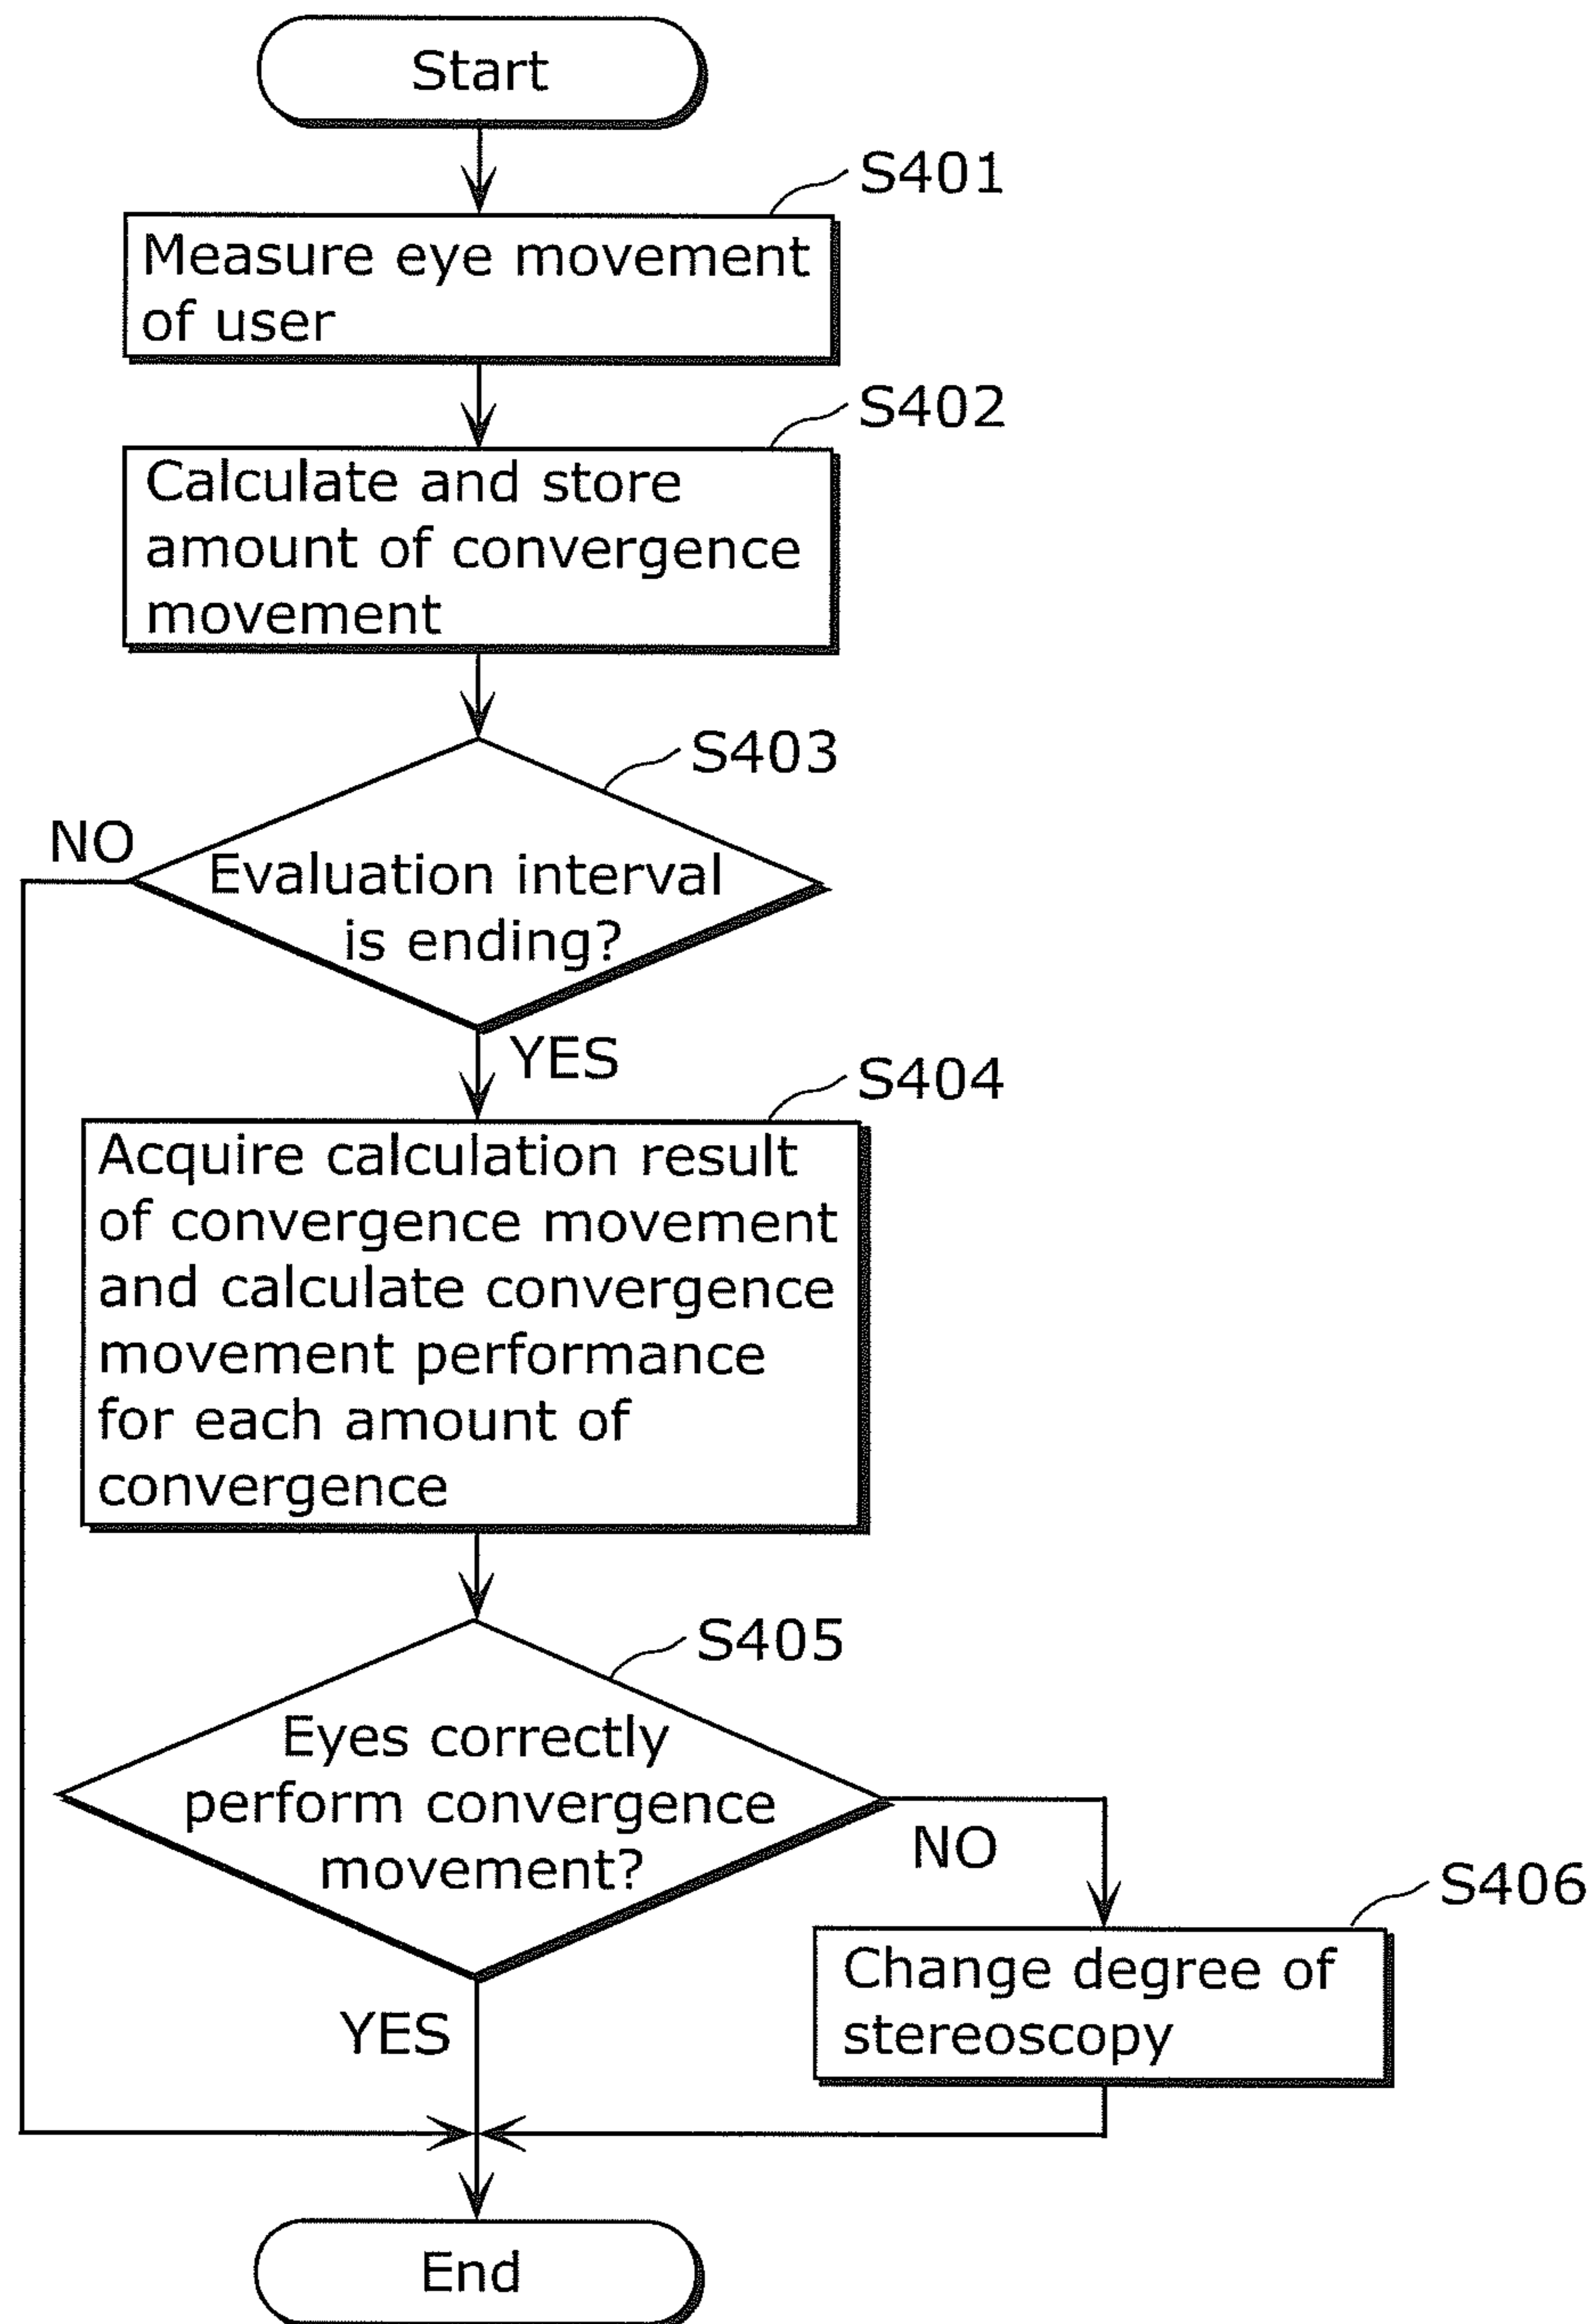 Start
S401
Measure eye movement
of user
S402
Calculate and store
amount of convergence
movement
S403
NO
Evaluation interval
is ending?
YES
S404
Acquire calculation result
of convergence movement
and calculate convergence
movement performance
for each amount of
convergence
S405
Eyes correctly
perform convergence
movement?
NO
S406
Change degree of
stereoscopy
YES
End